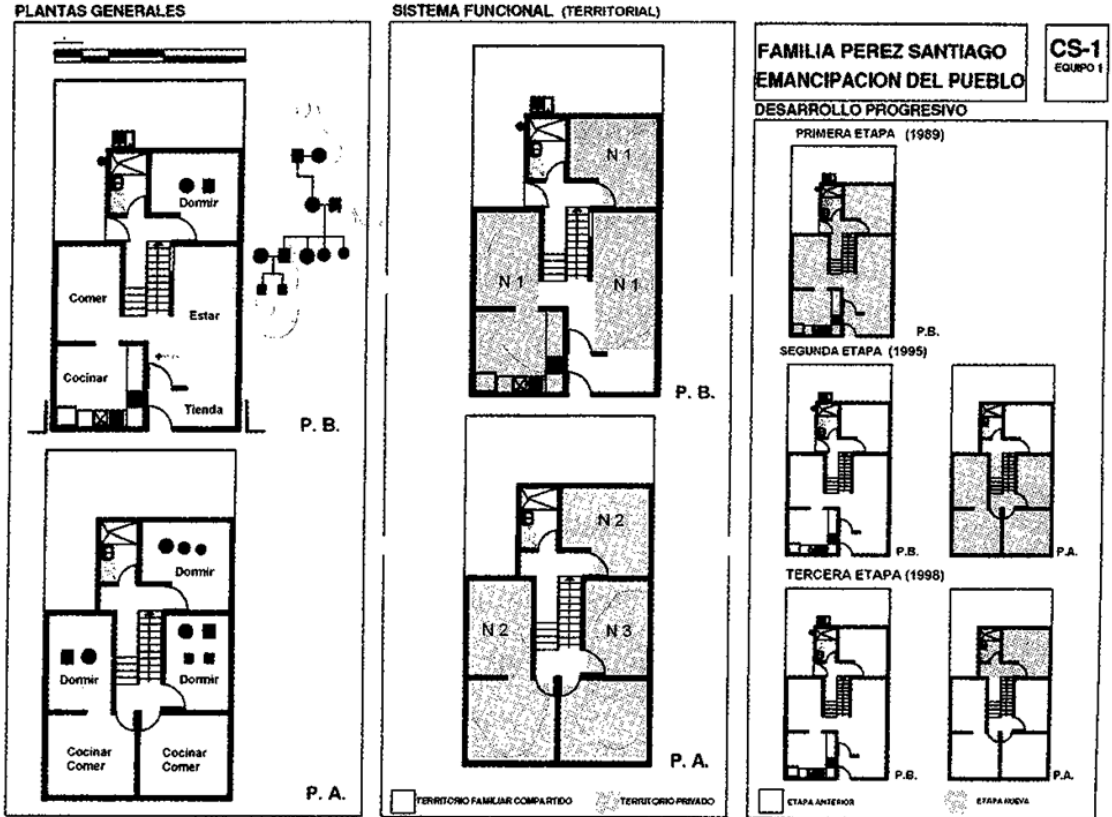 PLANTAS GENERALES
Dormir
Comer
Estar
Cocinar
Tienda
P. B.
Dormir
Dormir
Dormir
Cocinar
Comer
Cocinar
Comer
P. A.
SISTEMA FUNCIONAL (TERRITORIAL)
N 1
N 1
N 1
P. B.
N 2
N 2
N 3
P. A.
TERRITORIO FAMILIAR COMPARTIDO
TERRITORIO PRIVADO
FAMILIA PEREZ SANTIAGO
EMANCIPACION DEL PUEBLO
CS-1
EQUIPO 1
DESARROLLO PROGRESIVO
PRIMERA ETAPA (1989)
P.B.
SEGUNDA ETAPA (1995)
P.B.
P.A.
TERCERA ETAPA (1998)
P.B.
P.A.
ETAPA ANTERIOR
ETAPA NUEVA